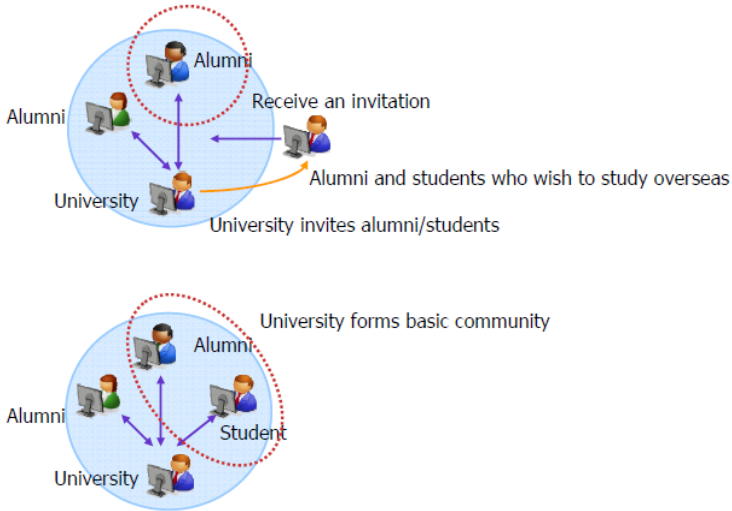 Alumni
Receive an invitation
Alumni
Alumni and students who wish to study overseas
University
University invites alumni/students
University forms basic community
Alumni
Alumni
Student
University